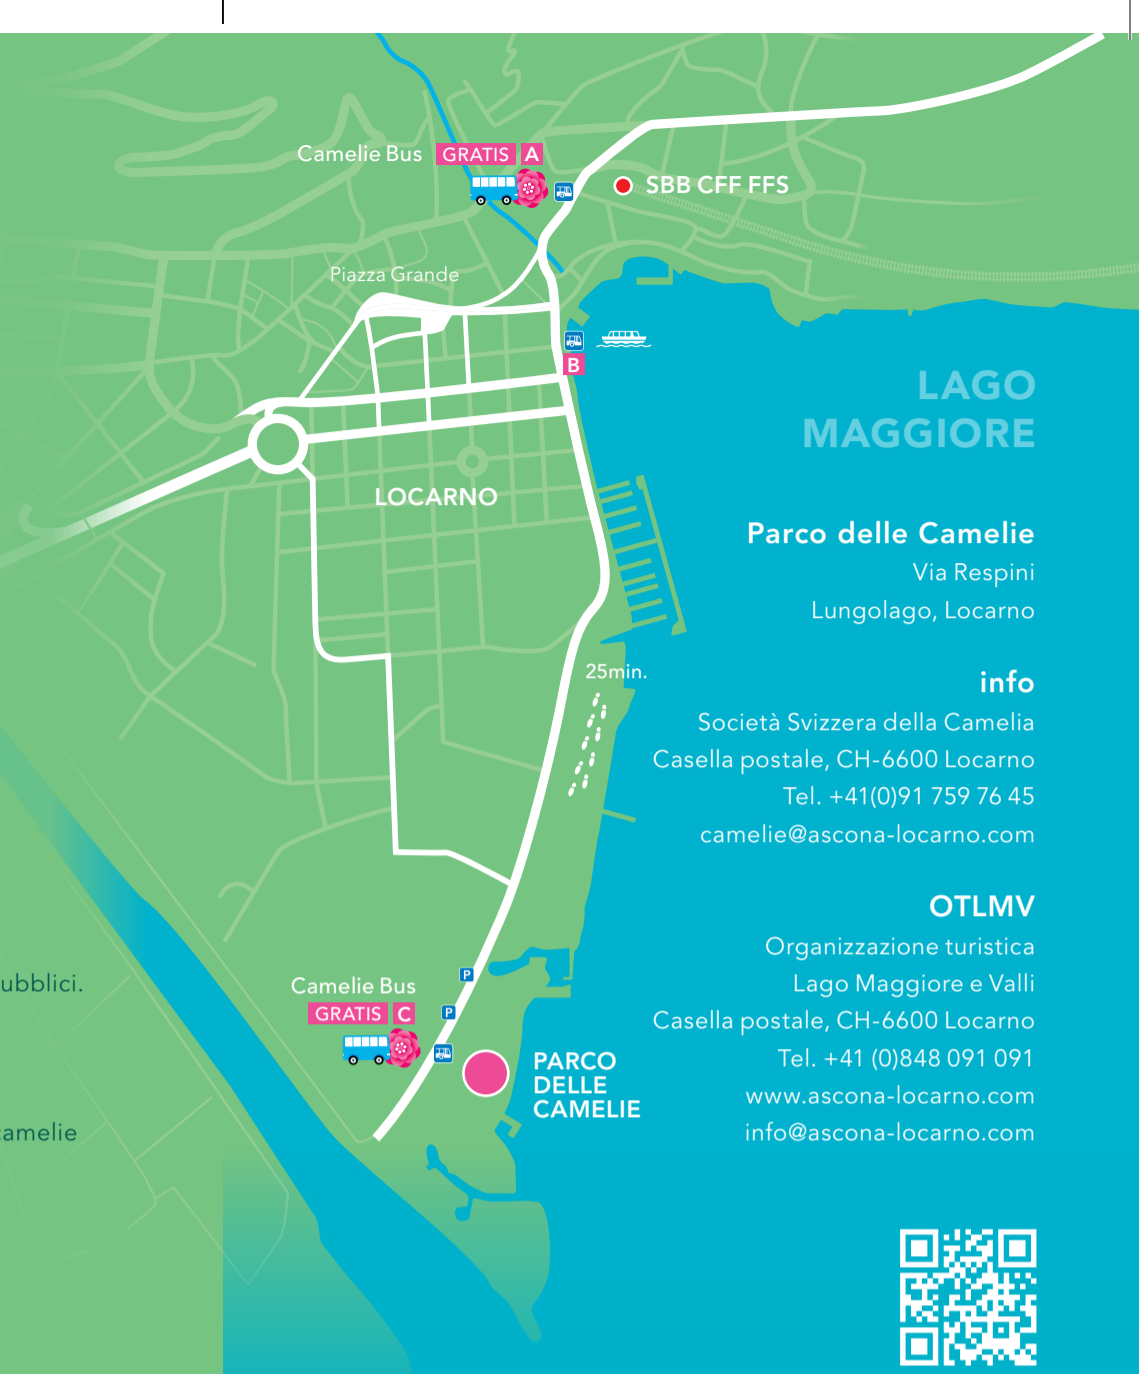 Camelie Bus GRATIS A
SBB CFF FFS
Piazza Grande
B
LAGO
MAGGIORE
LOCARNO
Parco delle Camelie
Via Respini
Lungolago, Locarno
25min.
info
Società Svizzera della Camelia
Casella postale, CH-6600 Locarno
Tel. +41(0)91 759 76 45
camelie@ascona-locarno.com
OTLMV
Organizzazione turistica
Lago Maggiore e Valli
Casella postale, CH-6600 Locarno
Tel. +41 (0)848 091 091
www.ascona-locarno.com
info@ascona-locarno.com
P
ubblici.
Camelie Bus
GRATIS C
P
PARCO
DELLE
CAMELIE
camelie